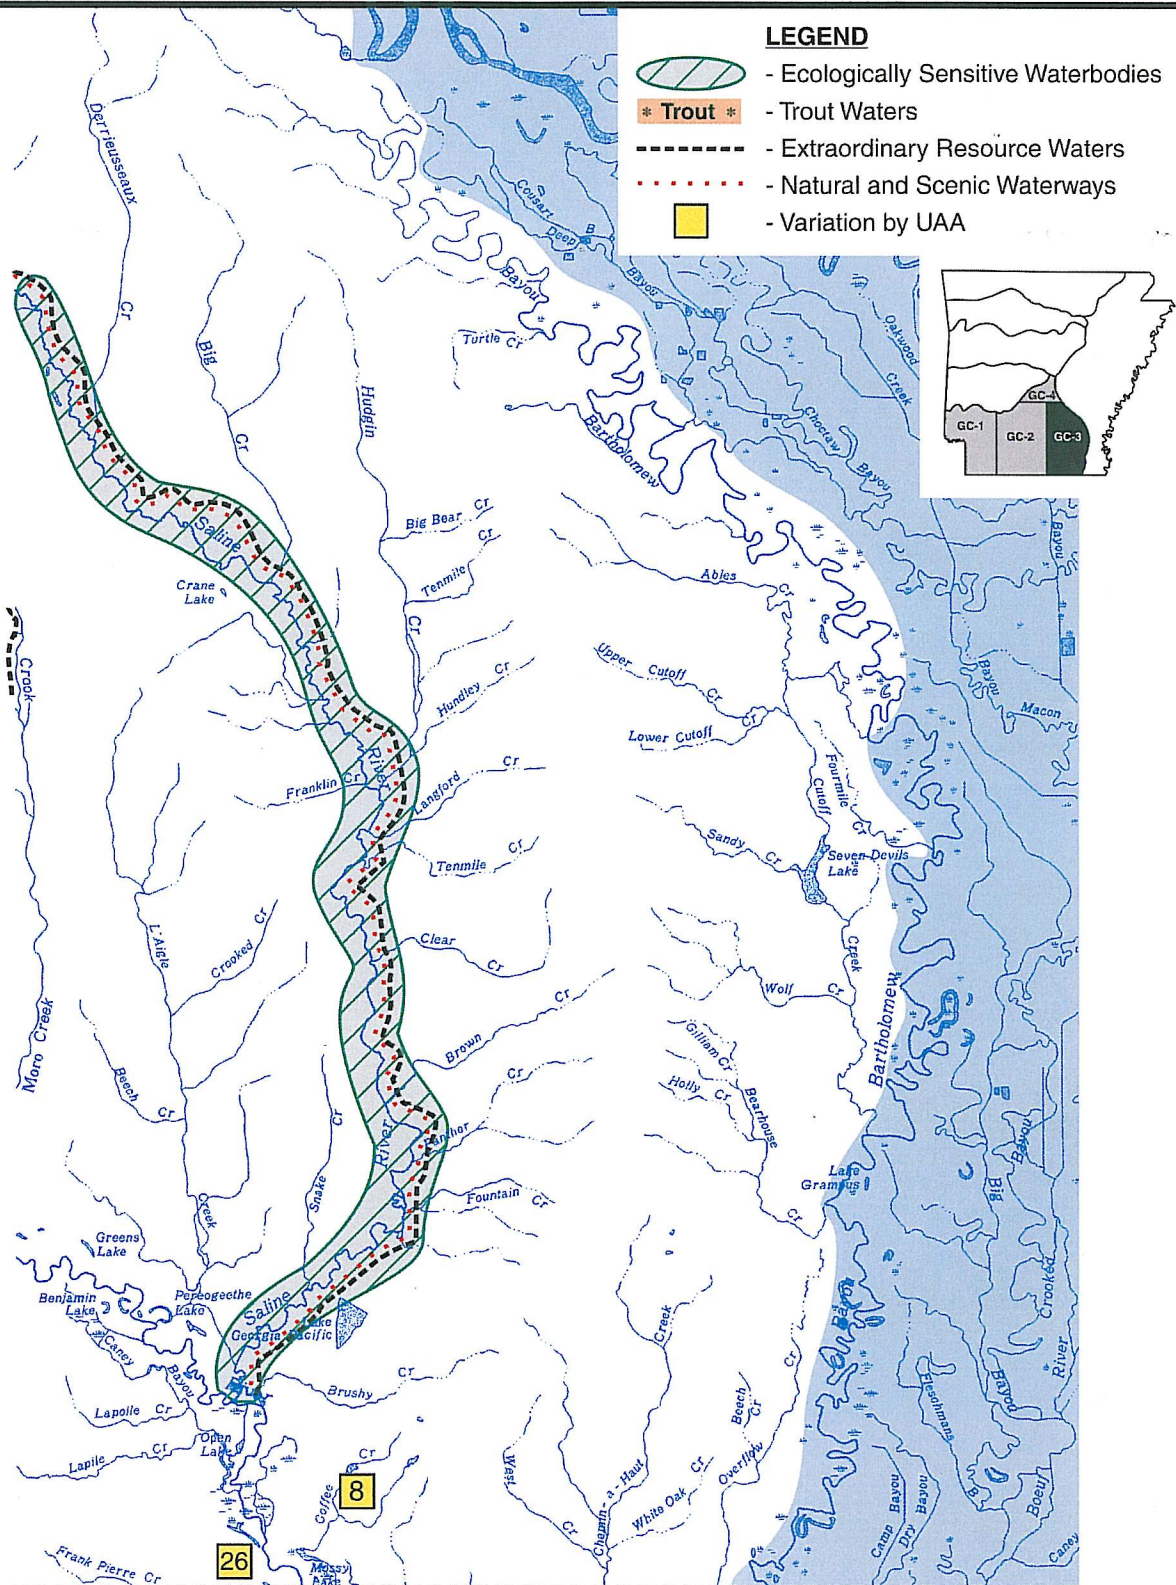 LEGEND
- Ecologically Sensitive Waterbodies
* Trout * - Trout Waters
- Extraordinary Resource Waters
- Natural and Scenic Waterways
- Variation by UAA
GC-4
GC-1
GC-2
GC-3
Derrieusseaux
Cr
Big
Cr
Hudgin
Cr
Turtle Cr
Bayou
Bartholomew
Cousart
Deep B
Bayou
Oakwood
Creek
Choctaw
Bayou
Bayou
Saline
Crane
Lake
Big Bear Cr
Tenmile Cr
Ables
Cr
Crook
Upper Cutoff Cr
Lower Cutoff Cr
Hundley Cr
River
Franklin Cr
Langford Cr
Tenmile Cr
Cutoff
Fourmile
Cr
Sandy Cr
Seven Devils
Lake
Bayou
Macon
L'Aigle
Crooked Cr
Clear Cr
Creek
Wolf Cr
Bartholomew
Moro Creek
Brown Cr
Cr
Gilliam Cr
Holly Cr
Bearhouse
Beech Cr
Cr
River
Panther
Snake
Fountain Cr
Lake
Grampus
Cr
Big
Bayou
Creek
Greens
Lake
Benjamin
Lake
Pereogeethe
Lake
Saline
Lake
Georgia Pacific
Caney
Bayou
Brushy Cr
Creek
Cr
Bayou
Crooked
Bayou
River
Lapoile Cr
Open
Lake
Lapile Cr
Beech
Cr
Overflow
Flesohmans
B
Coffee
Cr
8
West
Cr
Chemin-a-Haut
White Oak Cr
Camp Bayou
Dry Bayou
Boeuf
Caney
26
Frank Pierre Cr
Mossy
Lake